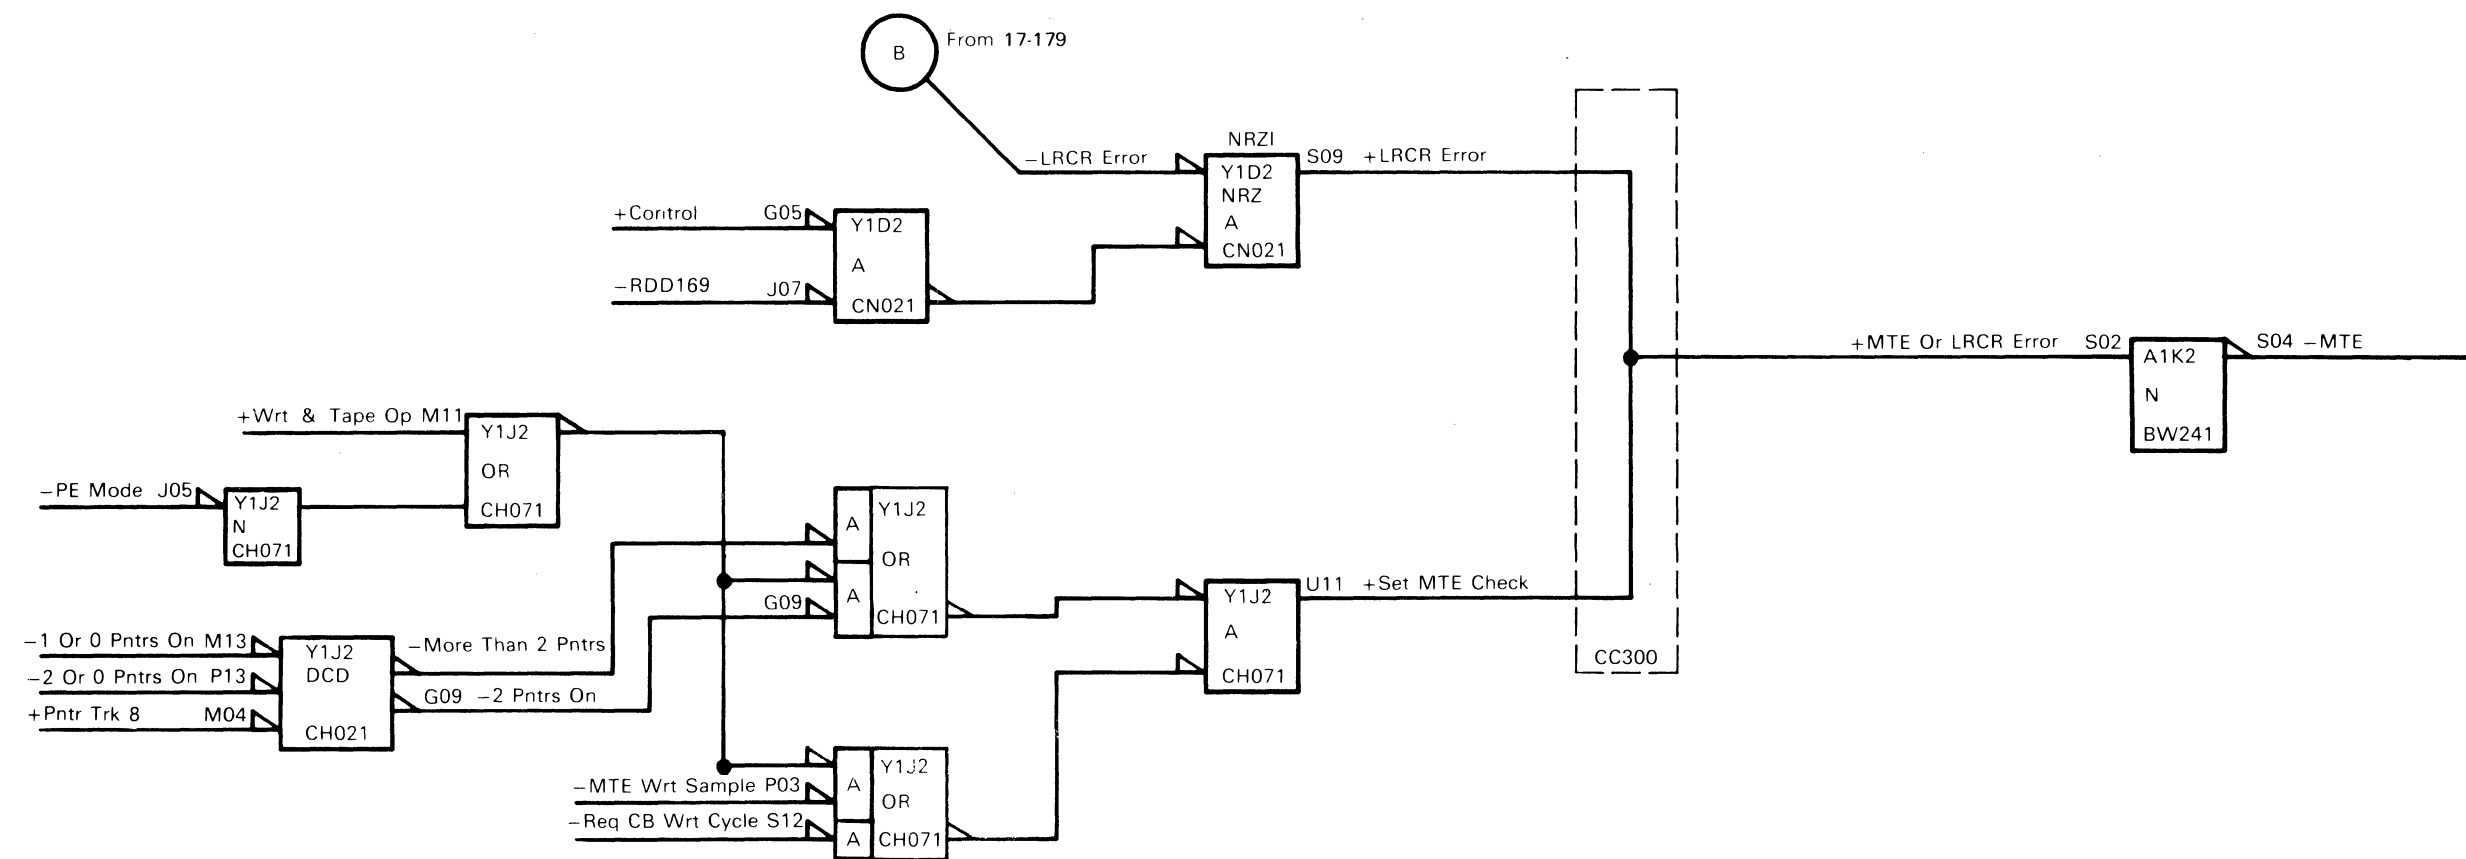 B
From 17-179
NRZI
−LRCR Error
S09 +LRCR Error
Y1D2
NRZ
A
CN021
+Control G05
−RDD169 J07
Y1D2
A
CN021
+MTE Or LRCR Error S02
A1K2
N
BW241
S04 −MTE
+Wrt & Tape Op M11
Y1J2
OR
CH071
−PE Mode J05
Y1J2
N
CH071
A
A
G09
Y1J2
OR
CH071
−1 Or 0 Pntrs On M13
−2 Or 0 Pntrs On P13
+Pntr Trk 8 M04
Y1J2
DCD
CH021
−More Than 2 Pntrs
G09 −2 Pntrs On
U11 +Set MTE Check
Y1J2
A
CH071
CC300
−MTE Wrt Sample P03
−Req CB Wrt Cycle S12
A
A
Y1J2
OR
CH071